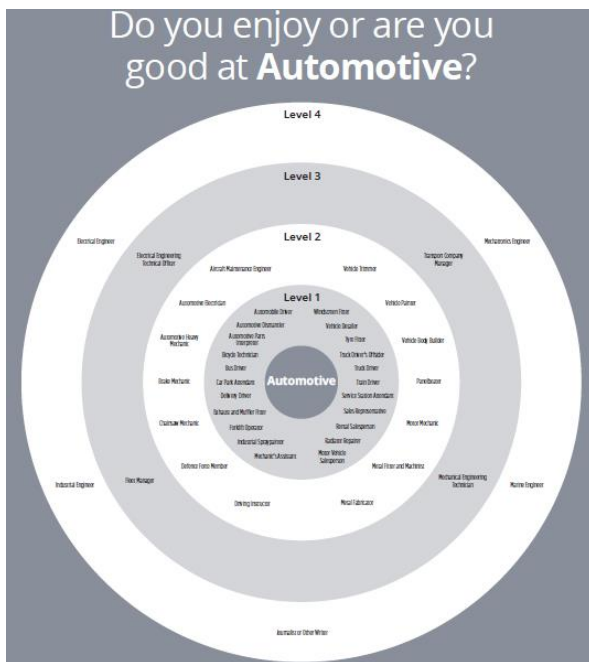 Do you enjoy or are you
good at Automotive?
Level 4
Level 3
Level 2
Level 1
Automotive
Electrical Engineer
Mechatronics Engineer
Industrial Engineer
Marine Engineer
Journalist or Other Writer
Electrical Engineering
Technical Officer
Transport Company
Manager
Fleet Manager
Mechanical Engineering
Technician
Aircraft Maintenance Engineer
Vehicle Trimmer
Automotive Electrician
Vehicle Painter
Automotive Heavy
Mechanic
Vehicle Body Builder
Brake Mechanic
Panelbeater
Chainsaw Mechanic
Motor Mechanic
Defence Force Member
Metal Fitter and Machinist
Driving Instructor
Metal Fabricator
Automobile Driver
Windscreen Fitter
Automotive Dismantler
Vehicle Detailer
Automotive Parts
Interpreter
Tyre Fitter
Bicycle Technician
Truck Driver's Offsider
Bus Driver
Truck Driver
Car Park Attendant
Train Driver
Delivery Driver
Service Station Attendant
Exhaust and Muffler Fitter
Sales Representative
Forklift Operator
Rental Salesperson
Industrial Spraypainter
Radiator Repairer
Mechanic's Assistant
Motor Vehicle
Salesperson